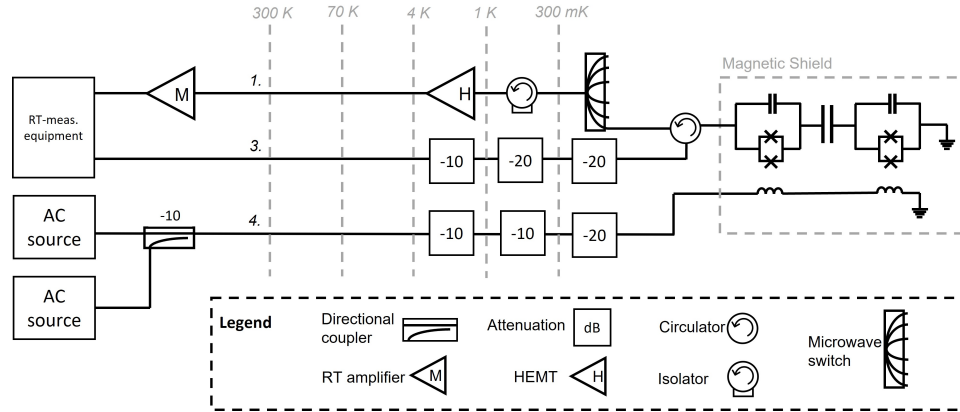 300 K
70 K
4 K
1 K
300 mK
Magnetic Shield
1.
M
H
RT-meas.
equipment
3.
-10
-20
-20
AC
source
-10
4.
-10
-10
-20
AC
source
Legend
Directional
coupler
Attenuation
dB
Circulator
Microwave
switch
RT amplifier
M
HEMT
H
Isolator